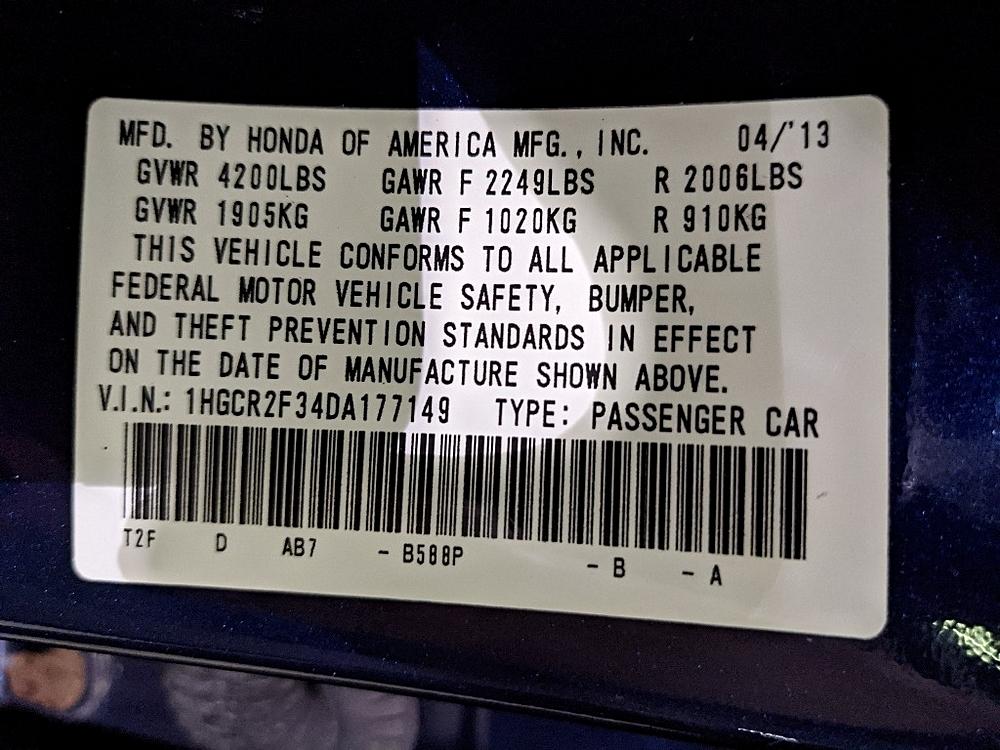 MFD. BY HONDA OF AMERICA MFG., INC. 04/'13
GVWR 4200LBS GAWR F 2249LBS R 2006LBS
GVWR 1905KG GAWR F 1020KG R 910KG
THIS VEHICLE CONFORMS TO ALL APPLICABLE
FEDERAL MOTOR VEHICLE SAFETY, BUMPER,
AND THEFT PREVENTION STANDARDS IN EFFECT
ON THE DATE OF MANUFACTURE SHOWN ABOVE.
V.I.N.: 1HGCR2F34DA177149 TYPE: PASSENGER CAR
T2F D AB7 - B588P - B - A